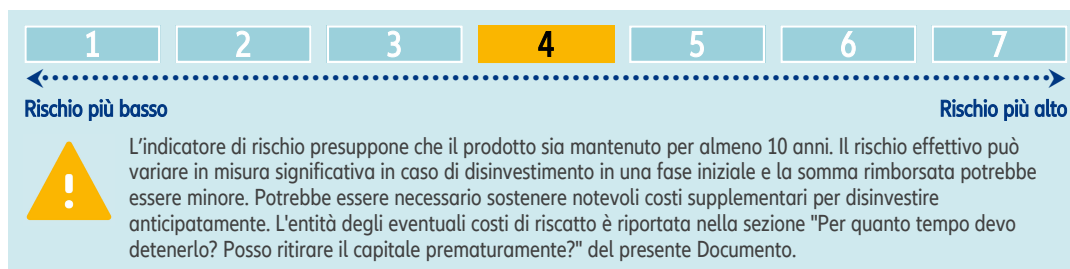 1 2 3 4 5 6 7
Rischio più basso Rischio più alto
L'indicatore di rischio presuppone che il prodotto sia mantenuto per almeno 10 anni. Il rischio effettivo può
variare in misura significativa in caso di disinvestimento in una fase iniziale e la somma rimborsata potrebbe
essere minore. Potrebbe essere necessario sostenere notevoli costi supplementari per disinvestire
anticipatamente. L'entità degli eventuali costi di riscatto è riportata nella sezione "Per quanto tempo devo
detenerlo? Posso ritirare il capitale prematuramente?" del presente Documento.